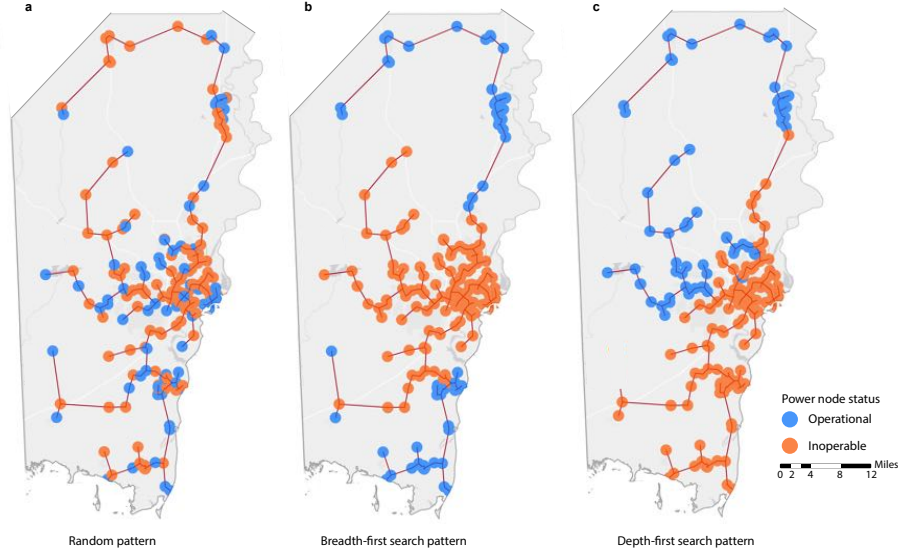 a
b
c
Power node status
Operational
Inoperable
Miles
0 2 4 8 12
Random pattern
Breadth-first search pattern
Depth-first search pattern